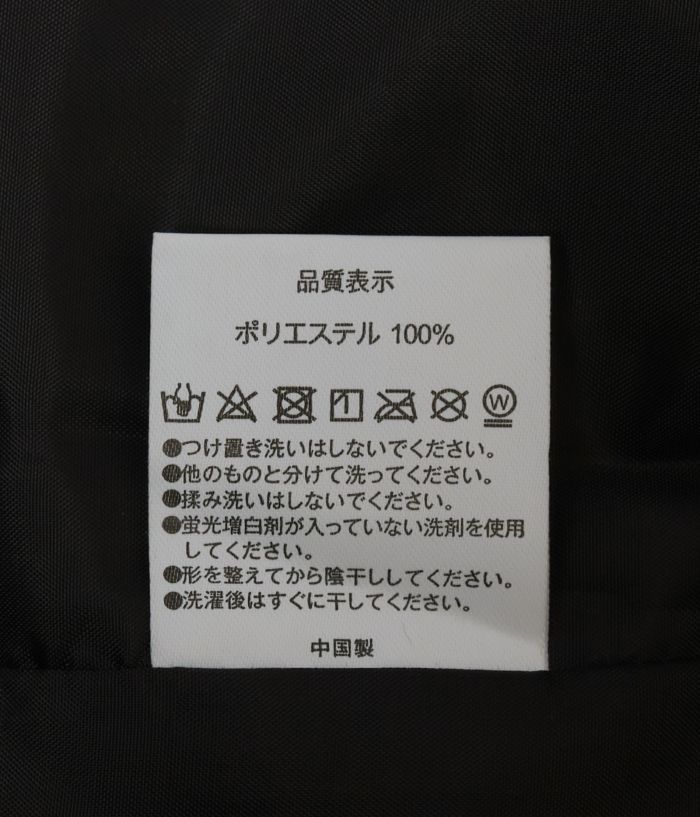 品質表示
ポリエステル 100%
W
●つけ置き洗いはしないでください。
●他のものと分けて洗ってください。
●揉み洗いはしないでください。
●蛍光増白剤が入っていない洗剤を使用
してください。
●形を整えてから陰干ししてください。
●洗濯後はすぐに干してください。
中国製